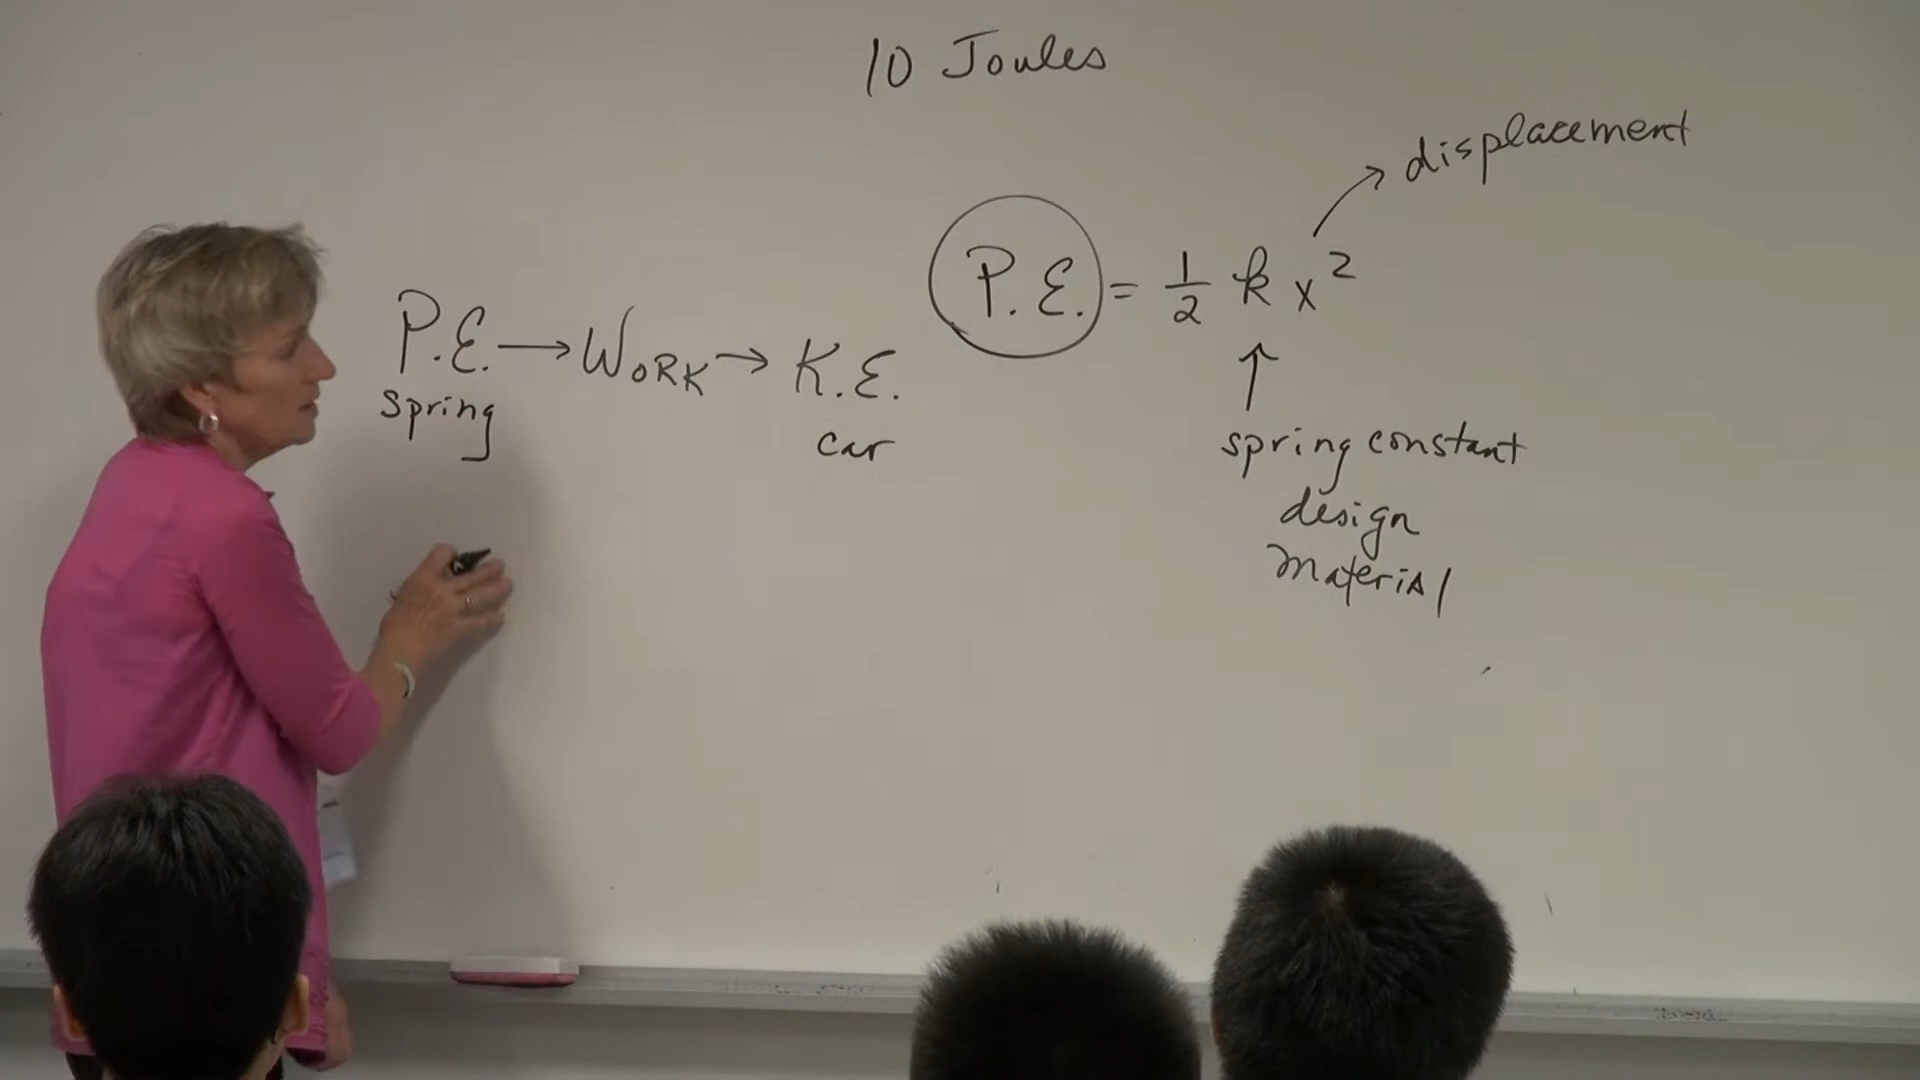 10 Joules
displacement
P.E. = 1/2 k x²
P.E. → WORK → K.E.
spring
car
↑
spring constant
design
material